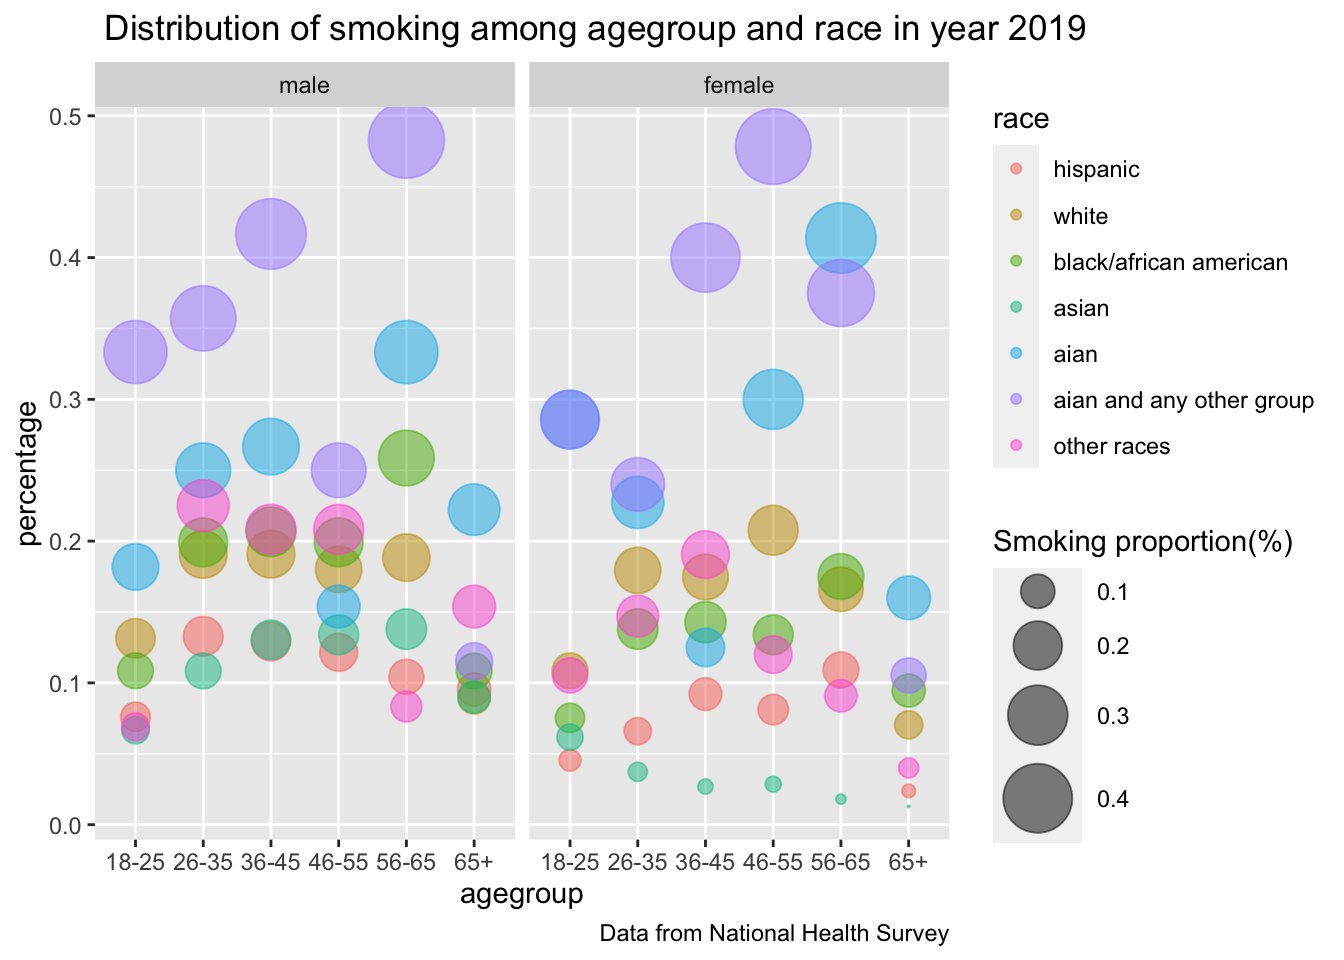 Distribution of smoking among agegroup and race in year 2019
male
female
percentage
0.5
0.4
0.3
0.2
0.1
0.0
18-25 26-35 36-45 46-55 56-65 65+
18-25 26-35 36-45 46-55 56-65 65+
agegroup
race
hispanic
white
black/african american
asian
aian
aian and any other group
other races
Smoking proportion(%)
0.1
0.2
0.3
0.4
Data from National Health Survey